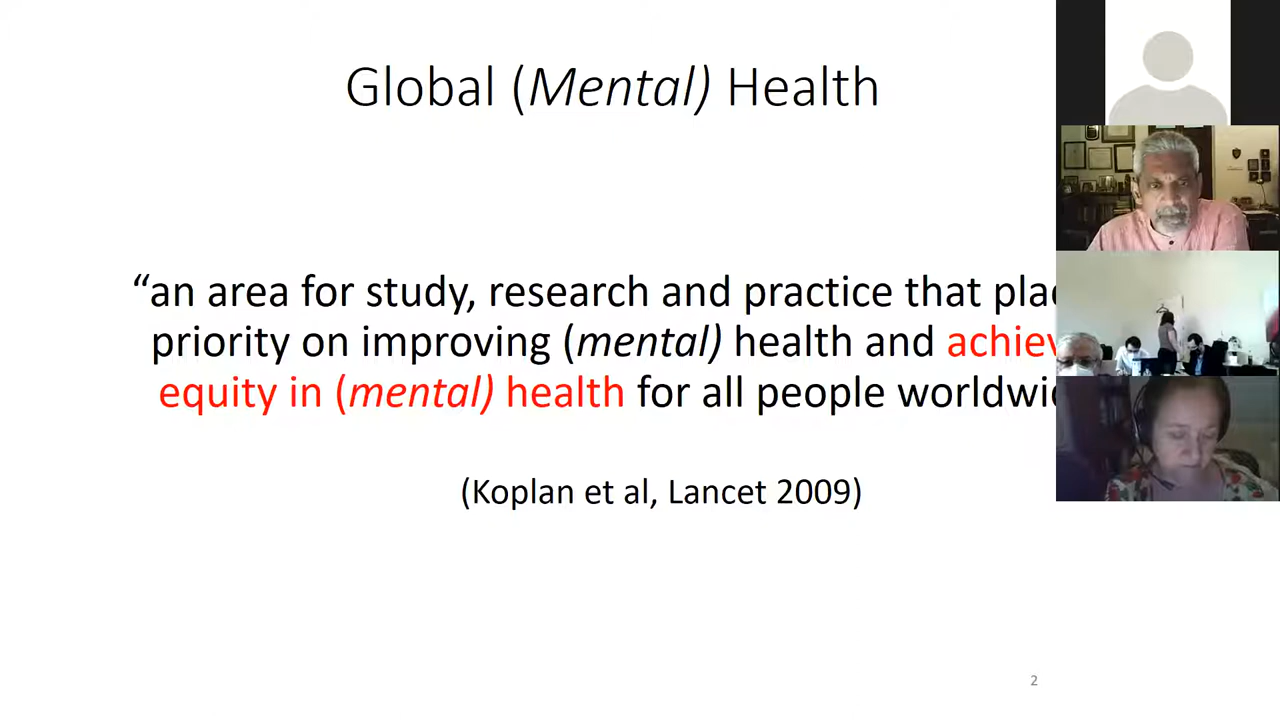 Global (Mental) Health
“an area for study, research and practice that
priority on improving (mental) health and
equity in (mental) health for all people
(Koplan et al, Lancet 2009)
2